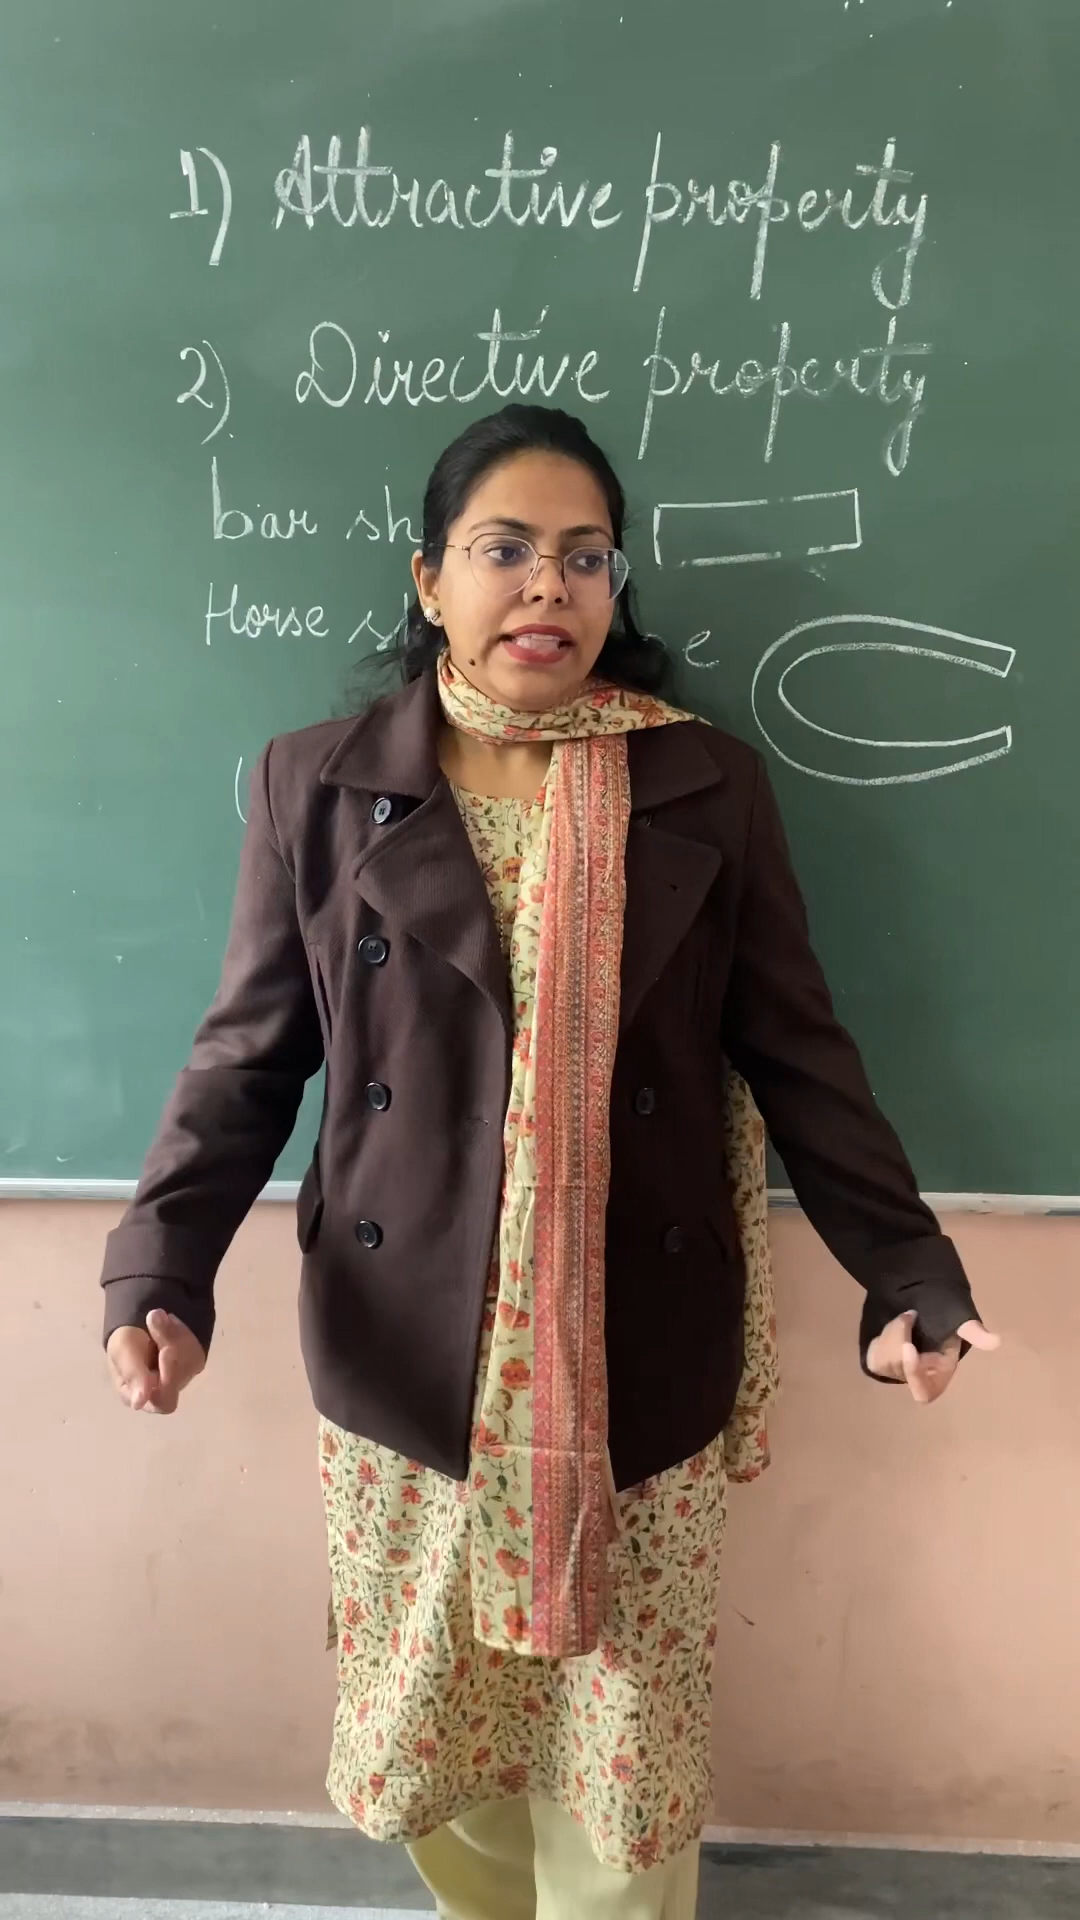 1) Attractive property
2) Directive property
bar sh
Horse s e